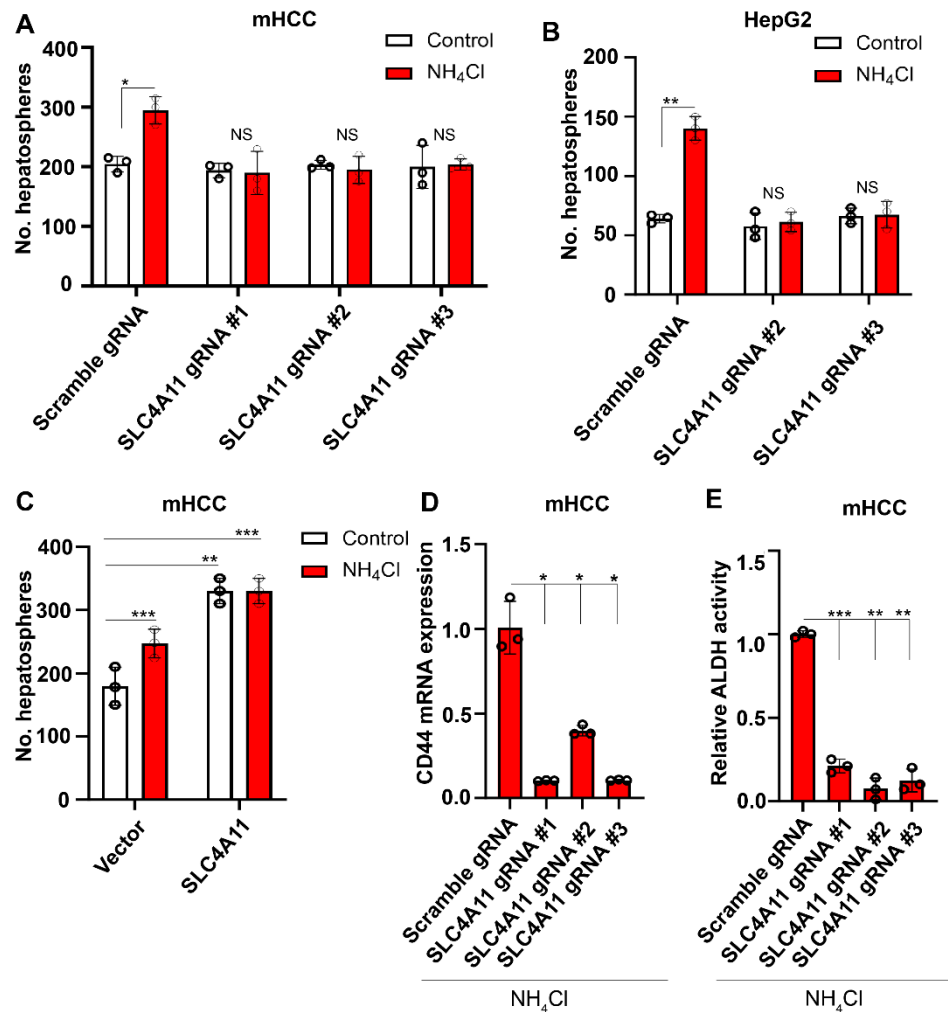 A
mHCC
No. hepatospheres
400
300
200
100
0
Control
NH₄Cl
*
NS
NS
NS
Scramble gRNA
SLC4A11 gRNA #1
SLC4A11 gRNA #2
SLC4A11 gRNA #3
B
HepG2
No. hepatospheres
200
150
100
50
0
Control
NH₄Cl
**
NS
NS
Scramble gRNA
SLC4A11 gRNA #2
SLC4A11 gRNA #3
C
mHCC
No. hepatospheres
400
300
200
100
0
Control
NH₄Cl
***
**
***
Vector
SLC4A11
D
mHCC
CD44 mRNA expression
1.5
1.0
0.5
0.0
* * *
Scramble gRNA
SLC4A11 gRNA #1
SLC4A11 gRNA #2
SLC4A11 gRNA #3
NH₄Cl
E
mHCC
Relative ALDH activity
1.5
1.0
0.5
0.0
*** ** **
Scramble gRNA
SLC4A11 gRNA #1
SLC4A11 gRNA #2
SLC4A11 gRNA #3
NH₄Cl